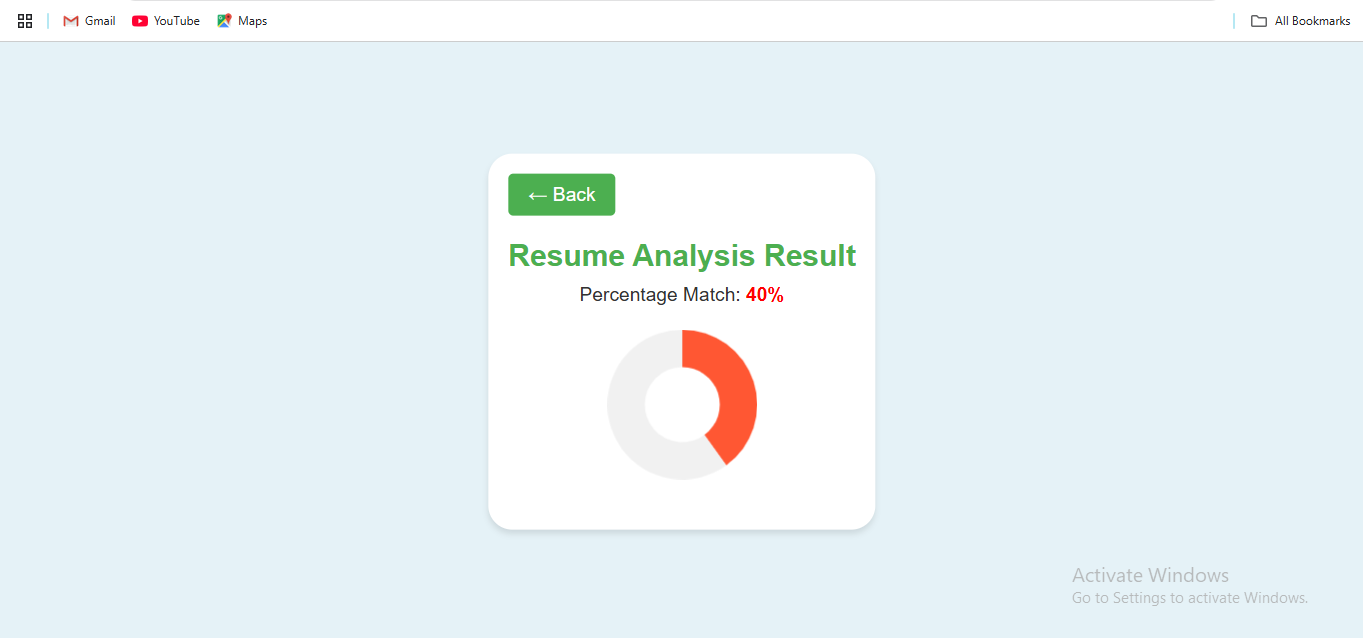 Gmail YouTube Maps All Bookmarks
← Back
Resume Analysis Result
Percentage Match: 40%
Activate Windows
Go to Settings to activate Windows.